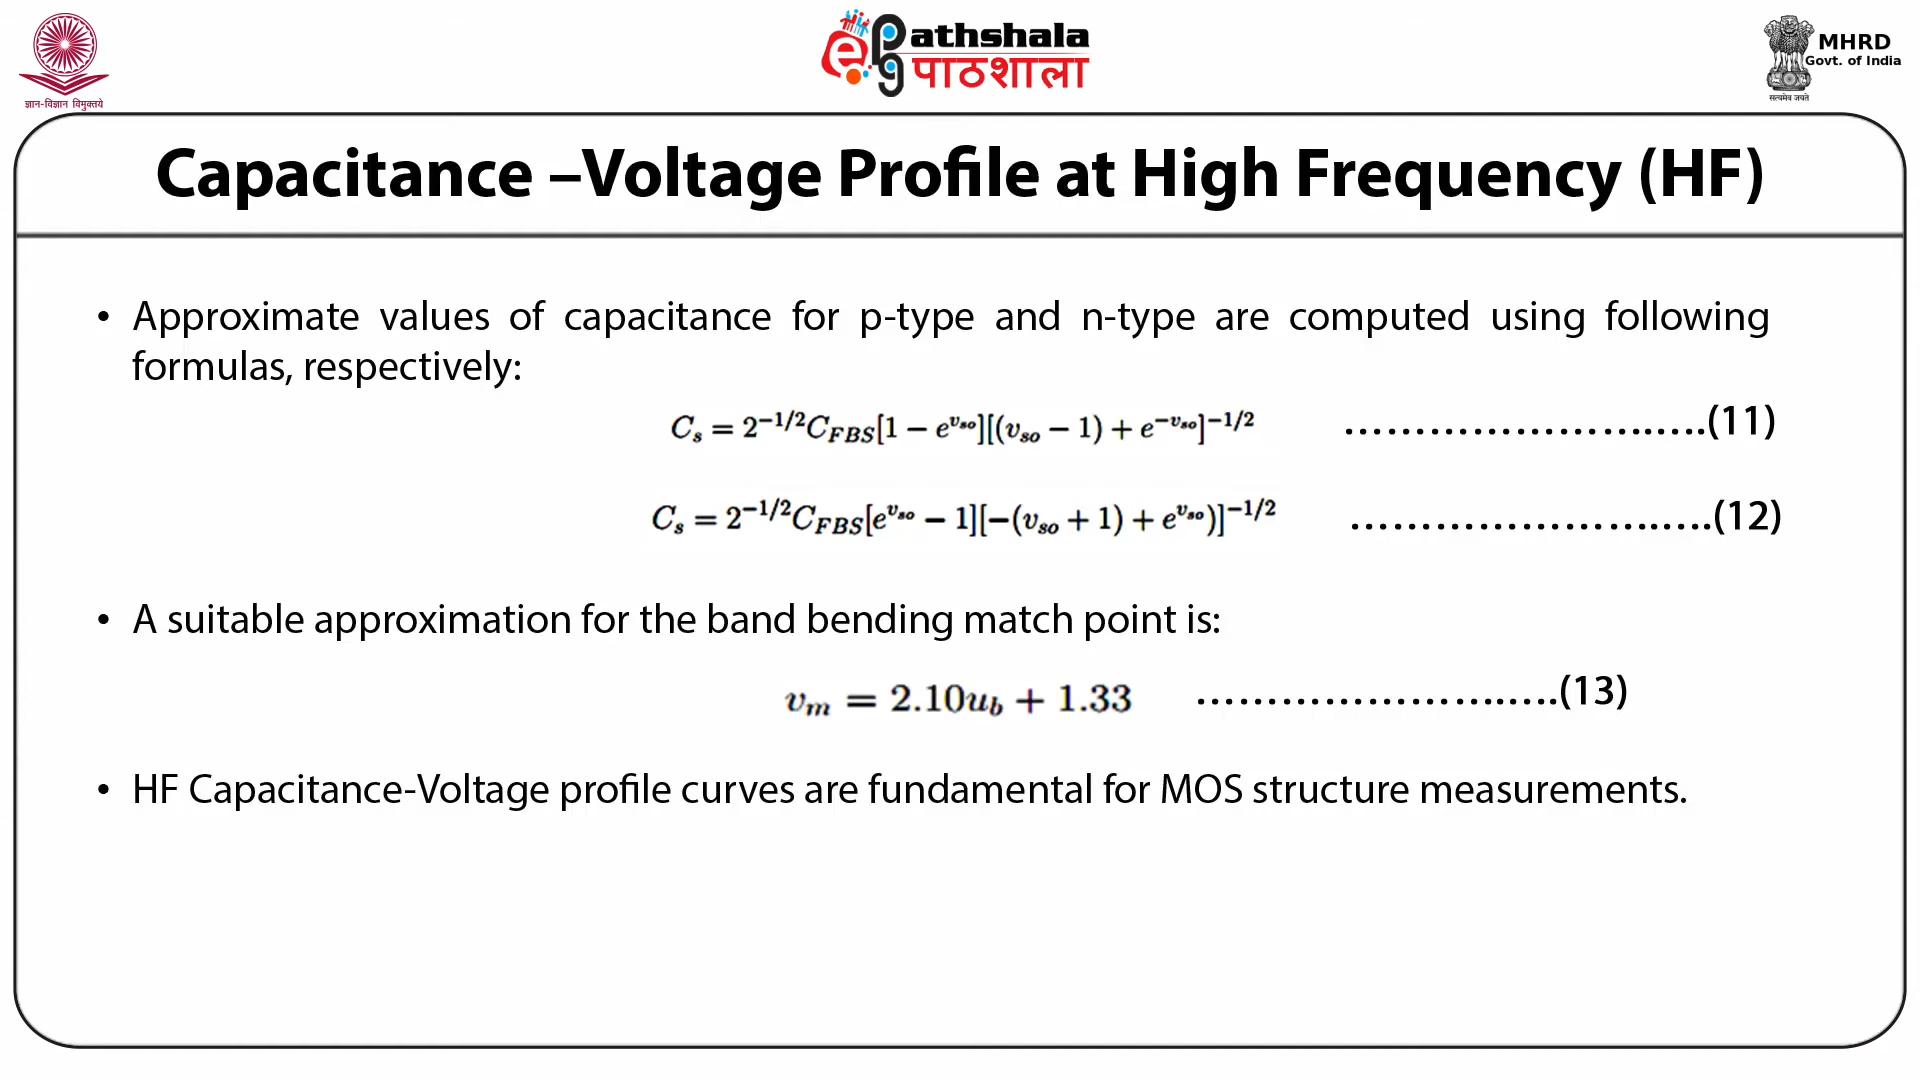 ज्ञान-विज्ञान विमुक्तये
e Pg athshala
पाठशाला
MHRD
Govt. of India
सत्यमेव जयते
Capacitance –Voltage Profile at High Frequency (HF)
• Approximate values of capacitance for p-type and n-type are computed using following
formulas, respectively:
C_s = 2^{-1/2}C_{FBS}[1 − e^{v_{so}}][(v_{so} − 1) + e^{−v_{so}}]^{−1/2} …………………..….(11)
C_s = 2^{-1/2}C_{FBS}[e^{v_{so}} − 1][−(v_{so} + 1) + e^{v_{so}})]^{−1/2} …………………..….(12)
• A suitable approximation for the band bending match point is:
v_m = 2.10u_b + 1.33 …………………..….(13)
• HF Capacitance-Voltage profile curves are fundamental for MOS structure measurements.